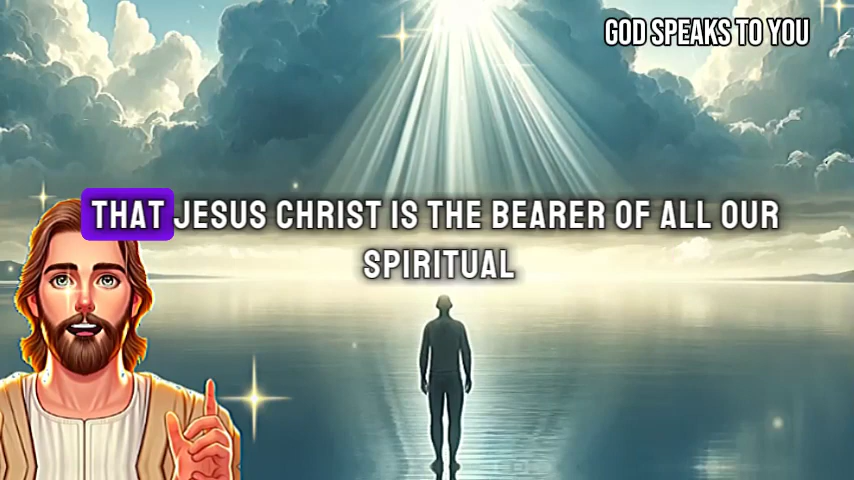 GOD SPEAKS TO YOU
THAT JESUS CHRIST IS THE BEARER OF ALL OUR
SPIRITUAL